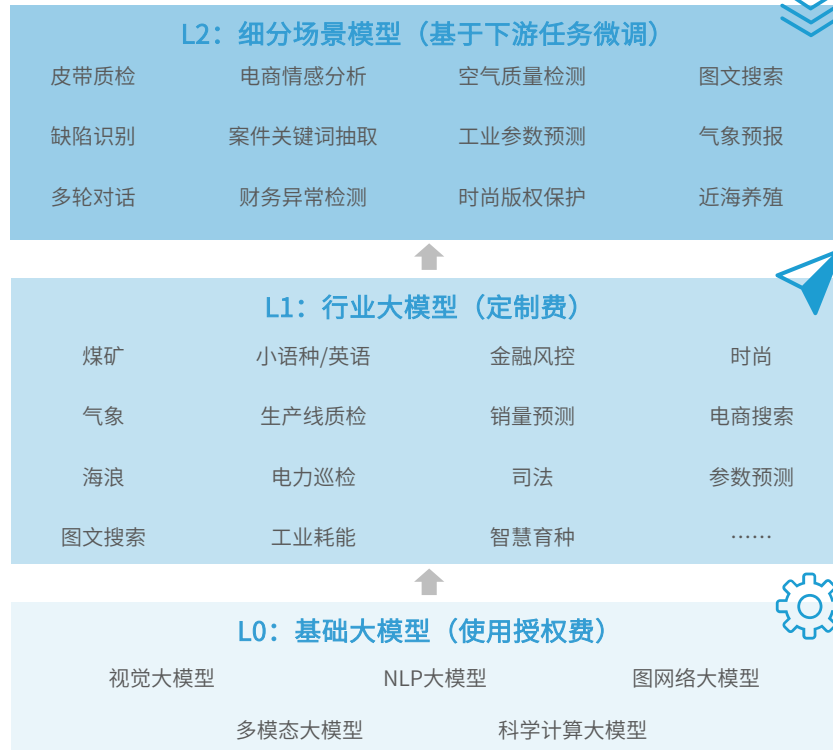 L2：细分场景模型（基于下游任务微调）
皮带质检 电商情感分析 空气质量检测 图文搜索
缺陷识别 案件关键词抽取 工业参数预测 气象预报
多轮对话 财务异常检测 时尚版权保护 近海养殖
L1：行业大模型（定制费）
煤矿 小语种/英语 金融风控 时尚
气象 生产线质检 销量预测 电商搜索
海浪 电力巡检 司法 参数预测
图文搜索 工业耗能 智慧育种 ……
L0：基础大模型（使用授权费）
视觉大模型 NLP大模型 图网络大模型
多模态大模型 科学计算大模型